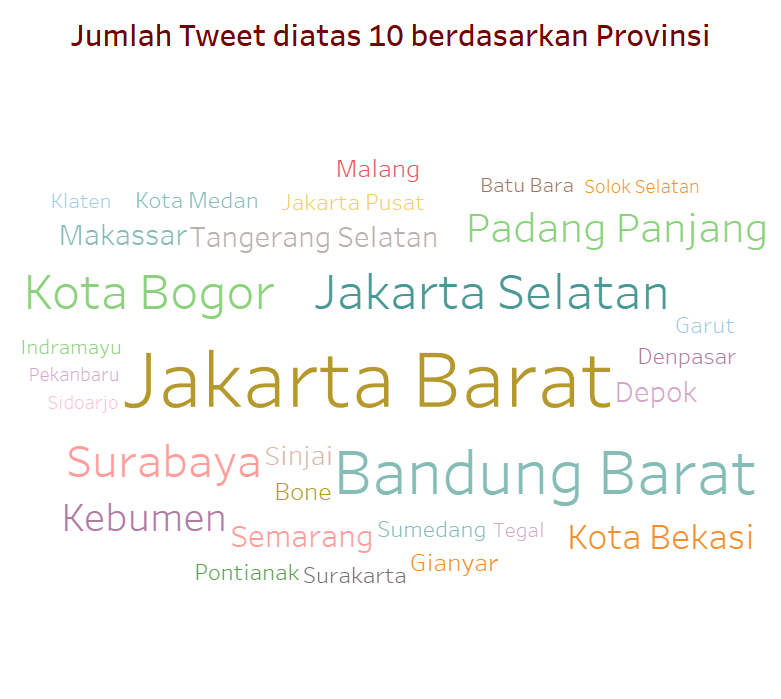 Jumlah Tweet diatas 10 berdasarkan Provinsi
Malang
Batu Bara
Solok Selatan
Klaten
Kota Medan
Jakarta Pusat
Padang Panjang
Makassar
Tangerang Selatan
Kota Bogor
Jakarta Selatan
Garut
Indramayu
Denpasar
Pekanbaru
Jakarta Barat
Depok
Sidoarjo
Surabaya
Sinjai
Bandung Barat
Bone
Kebumen
Semarang
Sumedang
Tegal
Kota Bekasi
Gianyar
Pontianak
Surakarta